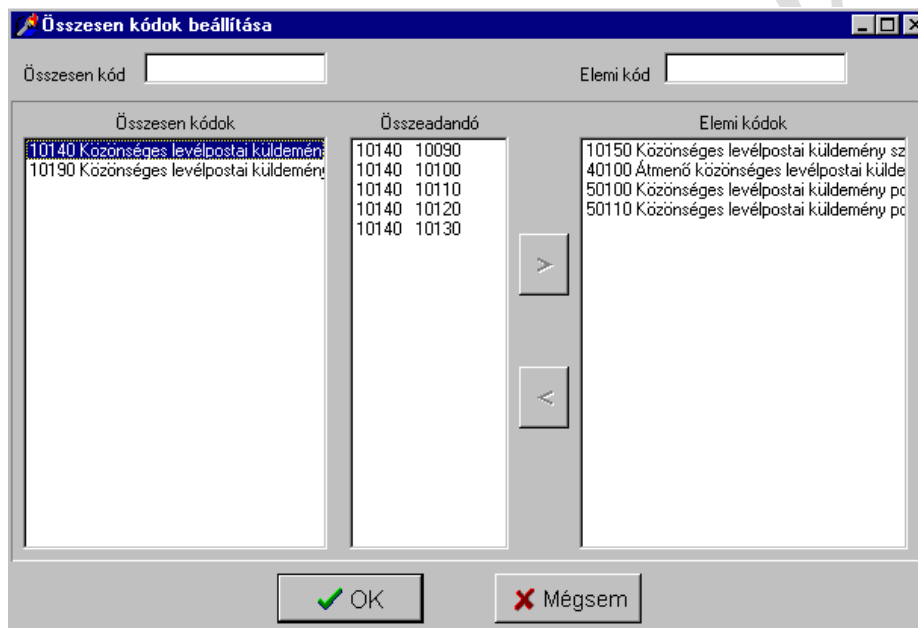 Összesen kódok beállítása
Összesen kód
Elemi kód
Összesen kódok
10140 Közönséges levélpostai küldemén
10190 Közönséges levélpostai küldemény
Összeadandó
10140 10090
10140 10100
10140 10110
10140 10120
10140 10130
>
<
Elemi kódok
10150 Közönséges levélpostai küldemény sz
40100 Átmenő közönséges levélpostai külde
50100 Közönséges levélpostai küldemény po
50110 Közönséges levélpostai küldemény po
OK
Mégsem